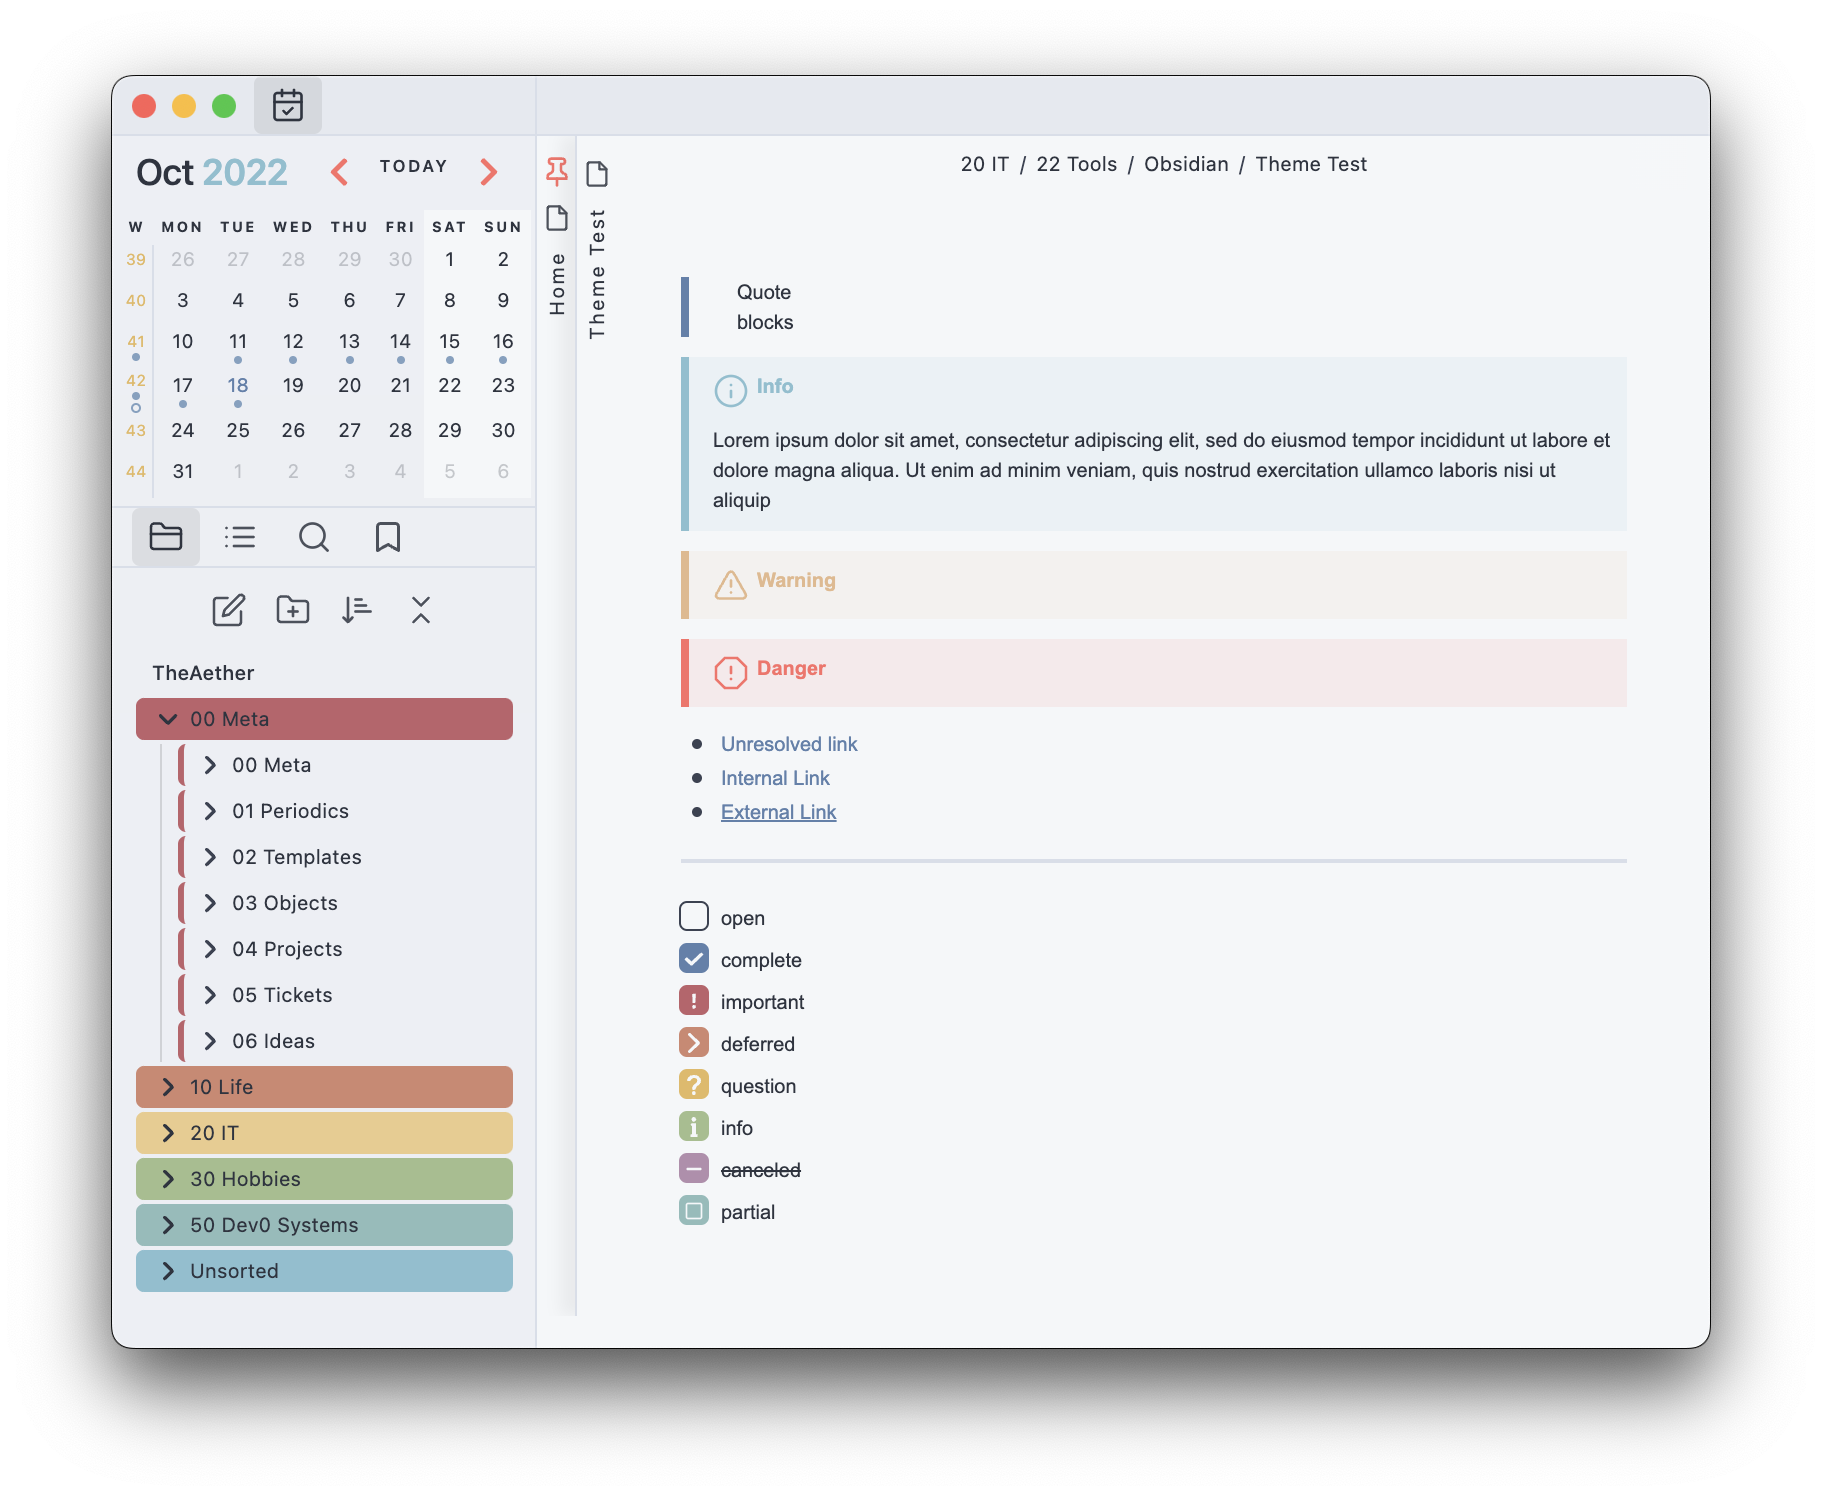 Oct 2022 TODAY
W MON TUE WED THU FRI SAT SUN
39 26 27 28 29 30 1 2
40 3 4 5 6 7 8 9
41 10 11 12 13 14 15 16
42 17 18 19 20 21 22 23
43 24 25 26 27 28 29 30
44 31 1 2 3 4 5 6
TheAether
00 Meta
00 Meta
01 Periodics
02 Templates
03 Objects
04 Projects
05 Tickets
06 Ideas
10 Life
20 IT
30 Hobbies
50 Dev0 Systems
Unsorted
Home
Theme Test
20 IT / 22 Tools / Obsidian / Theme Test
Quote
blocks
Info
Lorem ipsum dolor sit amet, consectetur adipiscing elit, sed do eiusmod tempor incididunt ut labore et
dolore magna aliqua. Ut enim ad minim veniam, quis nostrud exercitation ullamco laboris nisi ut
aliquip
Warning
Danger
Unresolved link
Internal Link
External Link
open
complete
important
deferred
question
info
canceled
partial